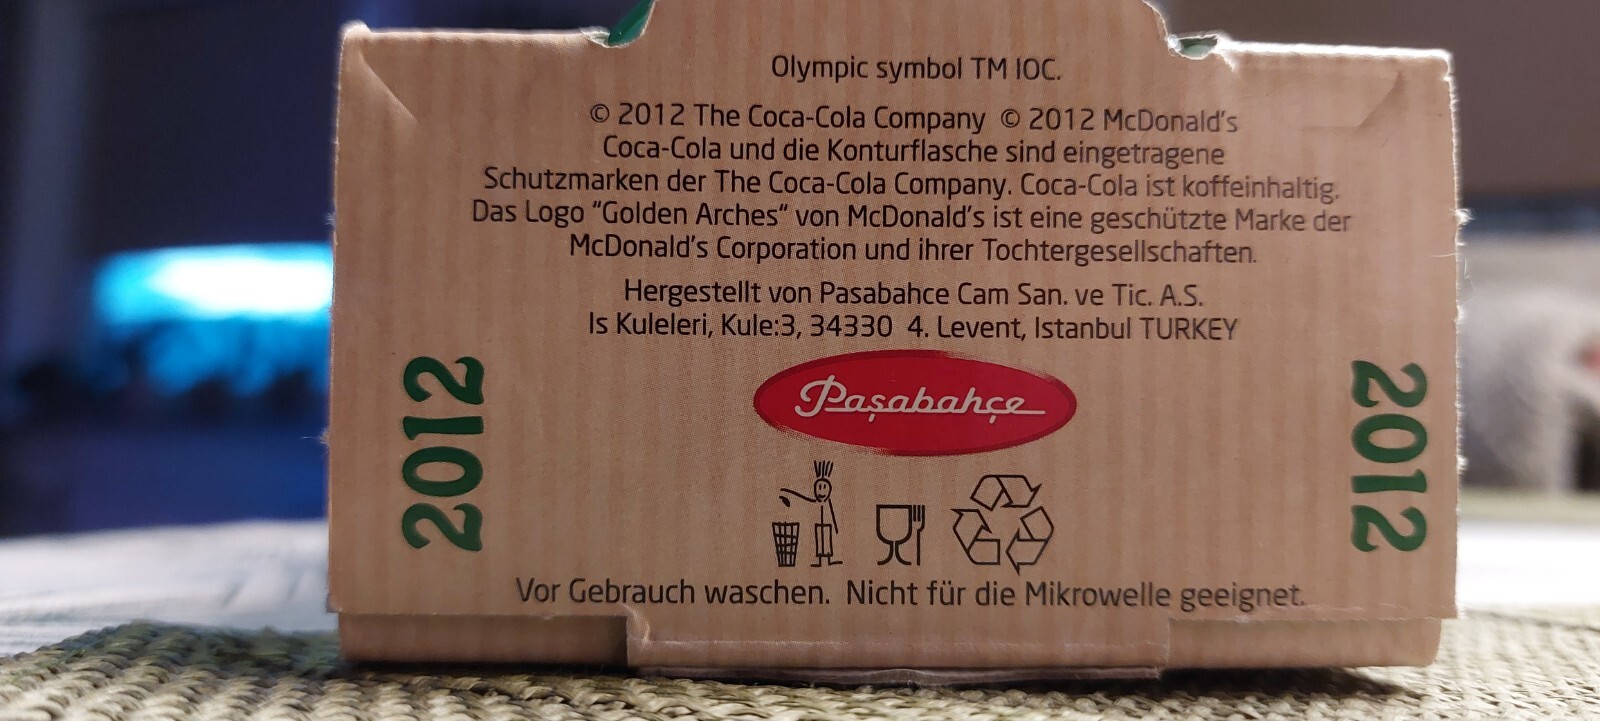 Olympic symbol TM IOC.
© 2012 The Coca-Cola Company © 2012 McDonald's
Coca-Cola und die Konturflasche sind eingetragene
Schutzmarken der The Coca-Cola Company. Coca-Cola ist koffeinhaltig.
Das Logo “Golden Arches“ von McDonald's ist eine geschützte Marke der
McDonald's Corporation und ihrer Tochtergesellschaften.
Hergestellt von Pasabahce Cam San. ve Tic. A.S.
Is Kuleleri, Kule:3, 34330 4. Levent, Istanbul TURKEY
2012
Paşabahçe
2012
Vor Gebrauch waschen. Nicht für die Mikrowelle geeignet.